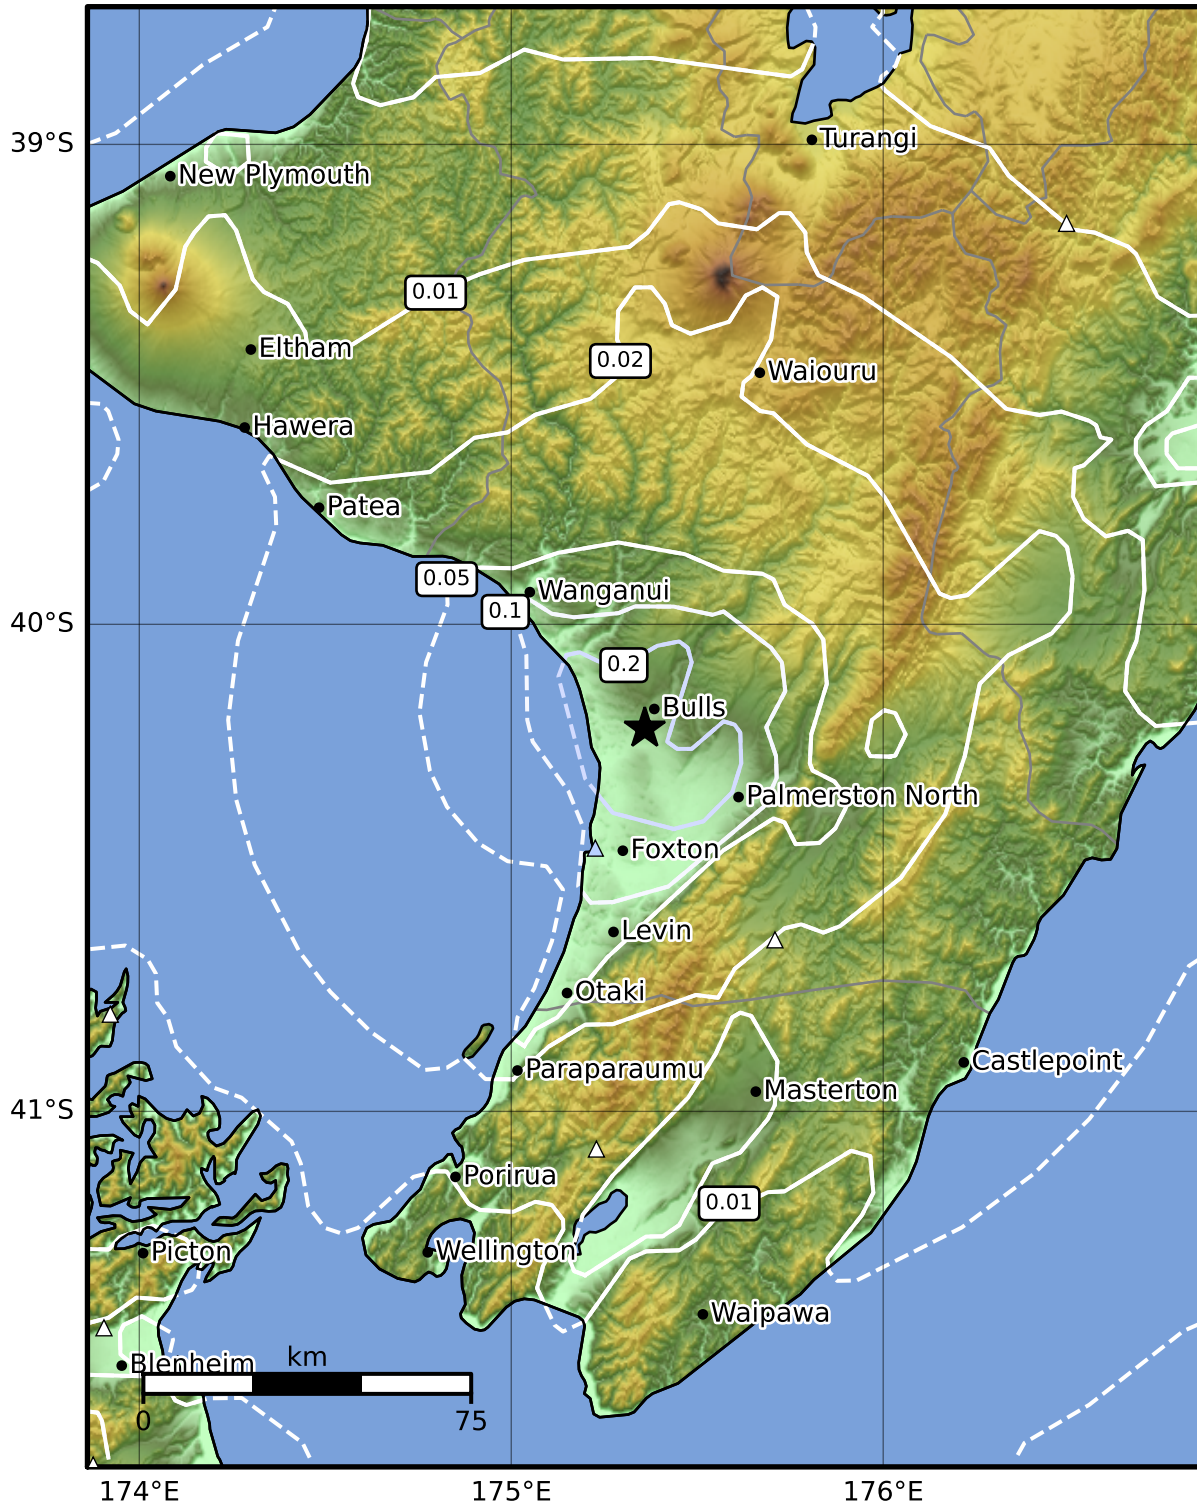 39°S
Turangi
New Plymouth
0.01
Eltham
0.02
Waiouru
Hawera
Patea
0.05
Wanganui
0.1
40°S
0.2
Bulls
Palmerston North
Foxton
Levin
Otaki
Paraparaumu
Castlepoint
Masterton
41°S
Porirua
0.01
Picton
Wellington
Waipawa
km
Blenheim
0
75
174°E
175°E
176°E